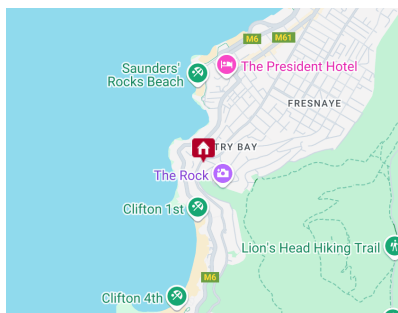 M6
M61
Saunders'
Rocks Beach
The President Hotel
FRESNAYE
TRY BAY
The Rock
Clifton 1st
Lion's Head Hiking Trail
M6
Clifton 4th